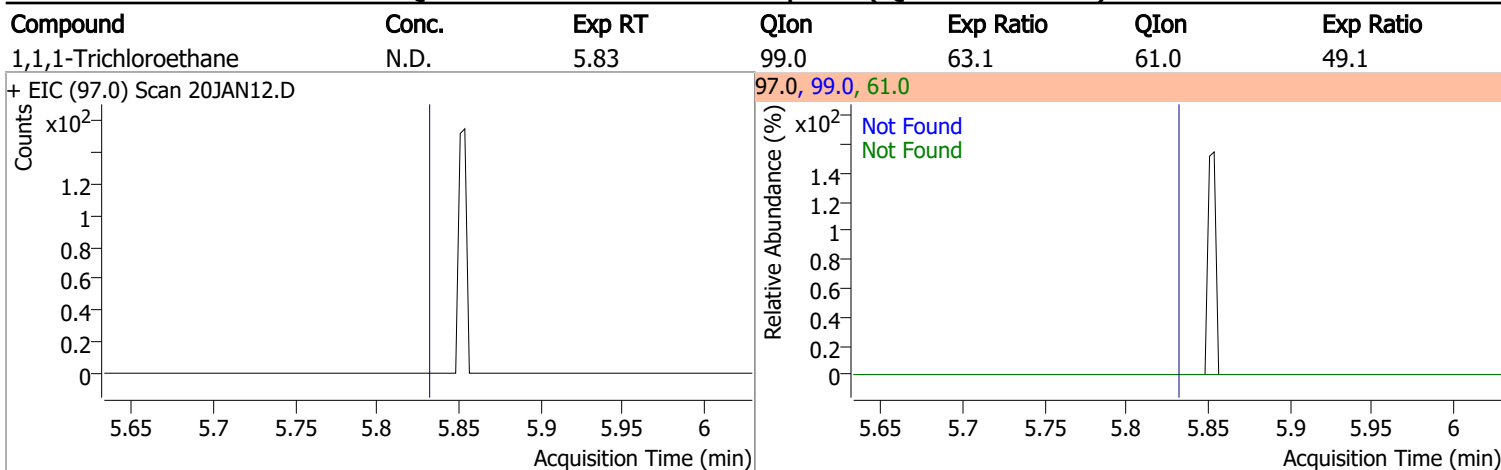 Compound Conc. Exp RT QIon Exp Ratio QIon Exp Ratio
1,1,1-Trichloroethane N.D. 5.83 99.0 63.1 61.0 49.1
+ EIC (97.0) Scan 20JAN12.D
Counts
x10²
1.2
1
0.8
0.6
0.4
0.2
0
5.65 5.7 5.75 5.8 5.85 5.9 5.95 6
Acquisition Time (min)
97.0, 99.0, 61.0
Relative Abundance (%)
x10²
Not Found
Not Found
1.4
1.2
1
0.8
0.6
0.4
0.2
0
5.65 5.7 5.75 5.8 5.85 5.9 5.95 6
Acquisition Time (min)